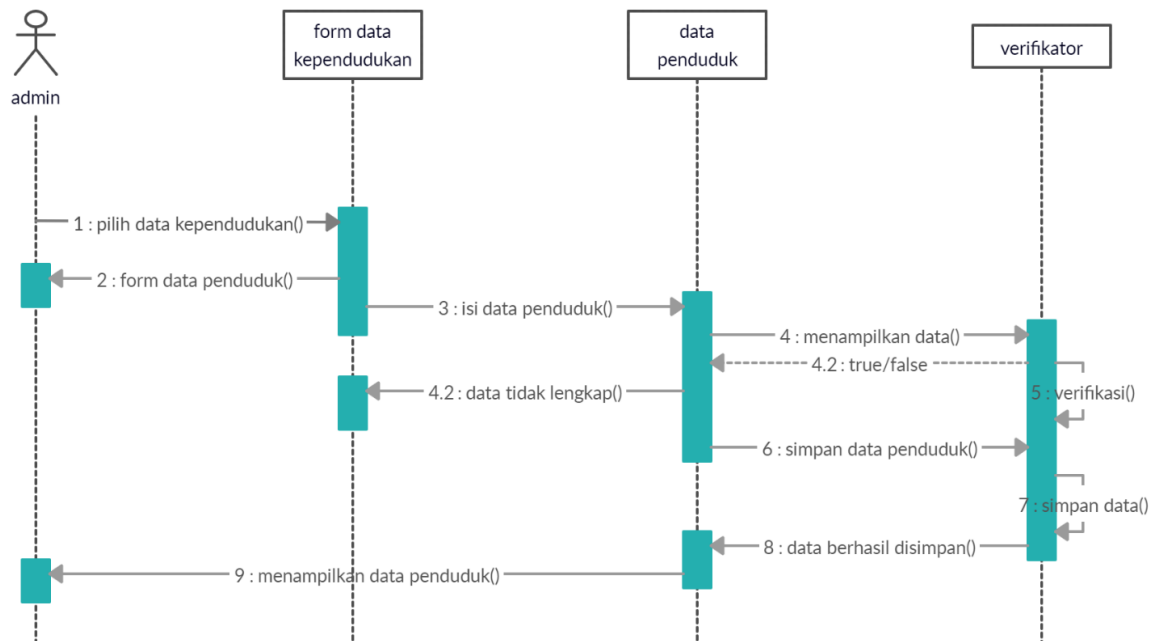 form data
kependudukan
data
penduduk
verifikator
admin
1 : pilih data kependudukan()
2 : form data penduduk()
3 : isi data penduduk()
4 : menampilkan data()
4.2 : true/false
4.2 : data tidak lengkap()
5 : verifikasi()
6 : simpan data penduduk()
7 : simpan data()
8 : data berhasil disimpan()
9 : menampilkan data penduduk()